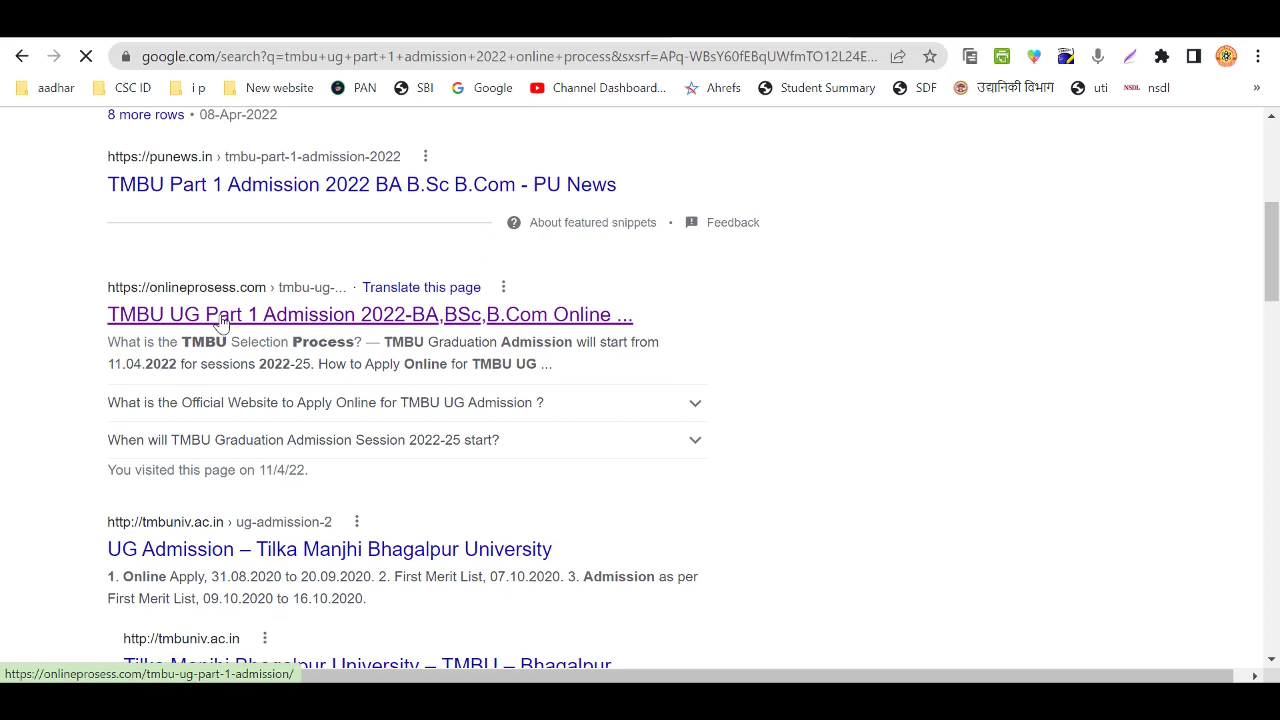 google.com/search?q=tmbu+ug+part+1+admission+2022+online+process&sxsrf=APq-WBsY60fEBqUWfmTO12L24E...
aadhar CSC ID i p New website PAN SBI Google Channel Dashboard... Ahrefs Student Summary SDF उद्यानिकी विभाग uti NSDL nsdl »
8 more rows • 08-Apr-2022
https://punews.in › tmbu-part-1-admission-2022
TMBU Part 1 Admission 2022 BA B.Sc B.Com - PU News
About featured snippets • Feedback
https://onlineprosess.com › tmbu-ug-... · Translate this page
TMBU UG Part 1 Admission 2022-BA,BSc,B.Com Online ...
What is the TMBU Selection Process? — TMBU Graduation Admission will start from
11.04.2022 for sessions 2022-25. How to Apply Online for TMBU UG ...
What is the Official Website to Apply Online for TMBU UG Admission ?
When will TMBU Graduation Admission Session 2022-25 start?
You visited this page on 11/4/22.
http://tmbuniv.ac.in › ug-admission-2
UG Admission – Tilka Manjhi Bhagalpur University
1. Online Apply, 31.08.2020 to 20.09.2020. 2. First Merit List, 07.10.2020. 3. Admission as per
First Merit List, 09.10.2020 to 16.10.2020.
http://tmbuniv.ac.in
Tilka Manjhi Bhagalpur University – TMBU – Bhagalpur
https://onlineprosess.com/tmbu-ug-part-1-admission/